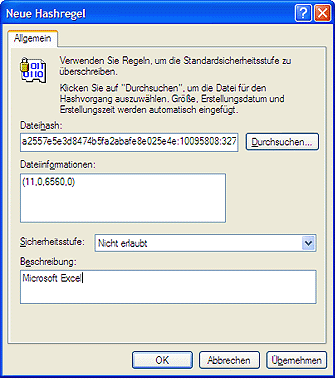 Neue Hashregel
Allgemein
Verwenden Sie Regeln, um die Standardsicherheitsstufe zu
überschreiben.
Klicken Sie auf "Durchsuchen", um die Datei für den
Hashvorgang auszuwählen. Größe, Erstellungsdatum und
Erstellungszeit werden automatisch eingefügt.
Dateihash:
a2557e5e3d8474b5fa2abafe8e025e4e:10095808:327
Durchsuchen...
Dateiinformationen:
(11,0,6560,0)
Sicherheitsstufe:
Nicht erlaubt
Beschreibung:
Microsoft Excel
OK
Abbrechen
Übernehmen